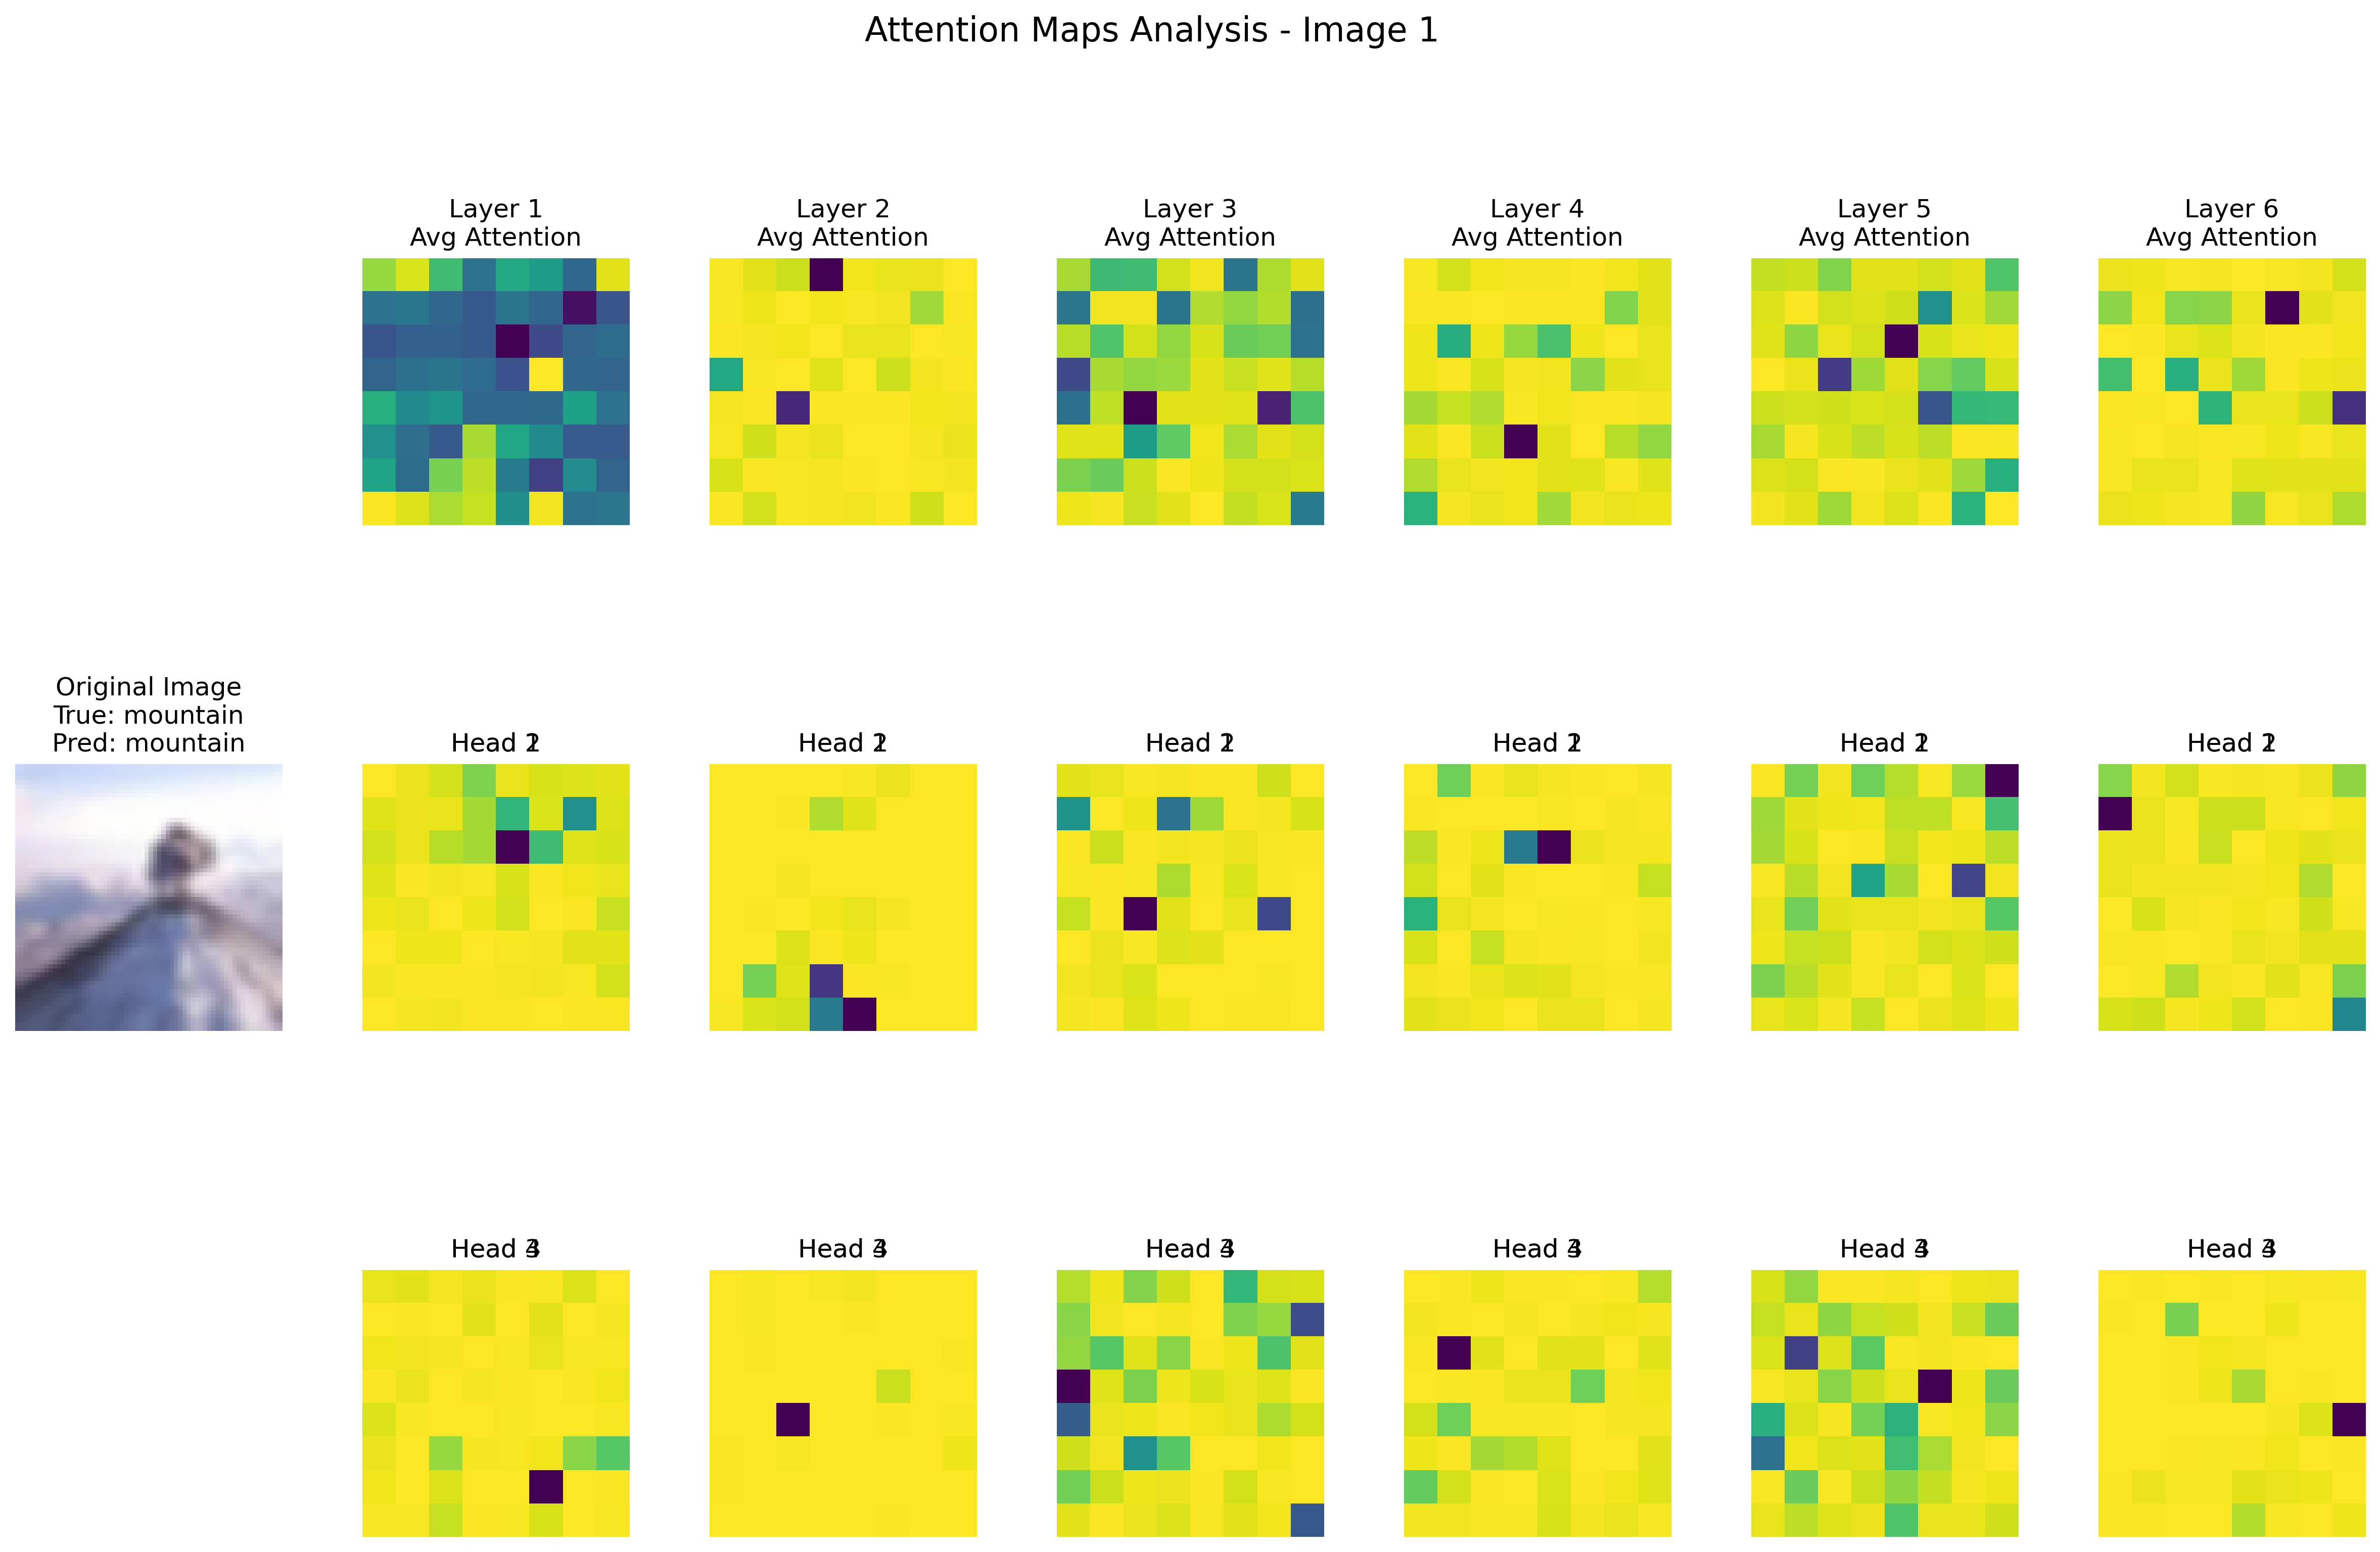 Attention Maps Analysis - Image 1
Layer 1
Avg Attention
Layer 2
Avg Attention
Layer 3
Avg Attention
Layer 4
Avg Attention
Layer 5
Avg Attention
Layer 6
Avg Attention
Original Image
True: mountain
Pred: mountain
Head
Head
Head
Head
Head
Head
Head
Head
Head
Head
Head
Head